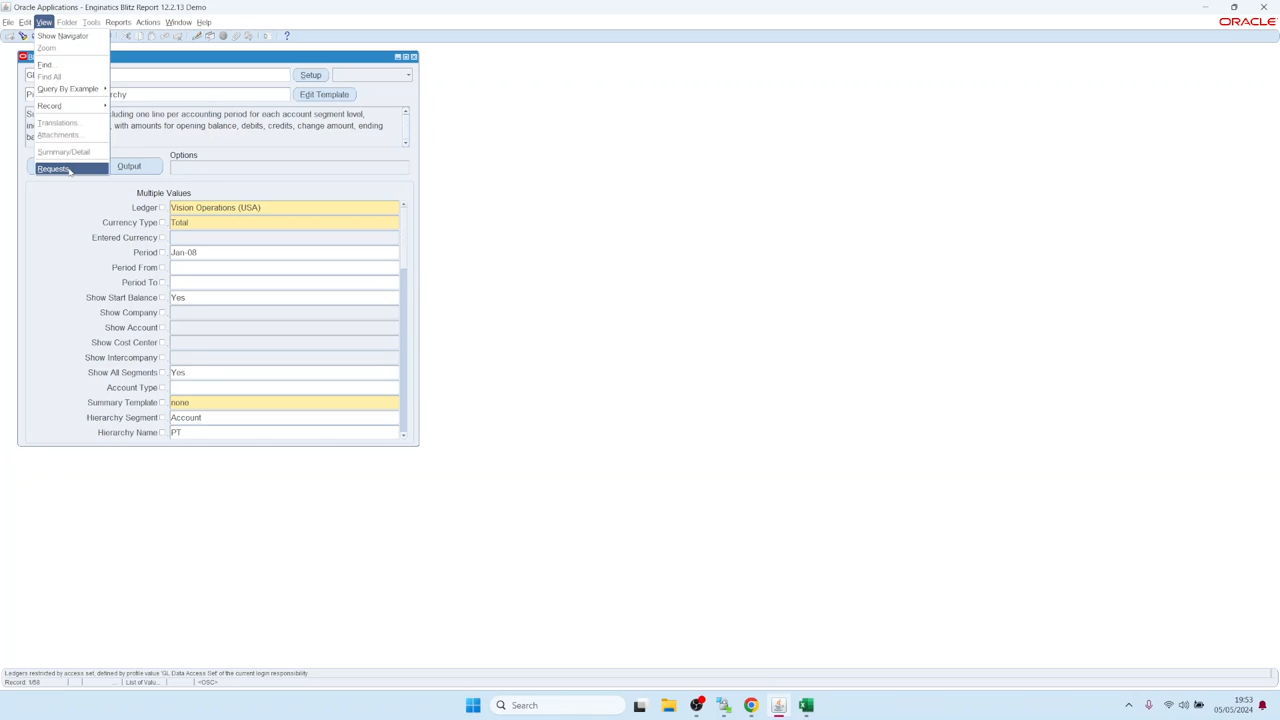 Oracle Applications - Enginatics Blitz Report 12.2.13 Demo
File Edit View Folder Tools Reports Actions Window Help
ORACLE
Show Navigator
Zoom
Find...
Find All
Query By Example
Record
Translations...
Attachments...
Summary/Detail
Requests
Setup
Edit Template
cluding one line per accounting period for each account segment level,
, with amounts for opening balance, debits, credits, change amount, ending
Options
Output
Multiple Values
Ledger Vision Operations (USA)
Currency Type Total
Entered Currency
Period Jan-08
Period From
Period To
Show Start Balance Yes
Show Company
Show Account
Show Cost Center
Show Intercompany
Show All Segments Yes
Account Type
Summary Template none
Hierarchy Segment Account
Hierarchy Name PT
Ledgers restricted by access set, defined by profile value 'GL Data Access Set' of the current login responsibility
Record: 1/58 ... List of Valu... <OSC>
Search
19:53
05/05/2024